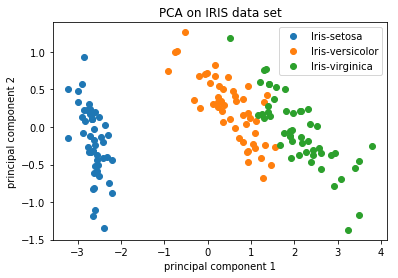 PCA on IRIS data set
Iris-setosa
Iris-versicolor
Iris-virginica
principal component 2
1.0
0.5
0.0
−0.5
−1.0
−1.5
−3 −2 −1 0 1 2 3 4
principal component 1